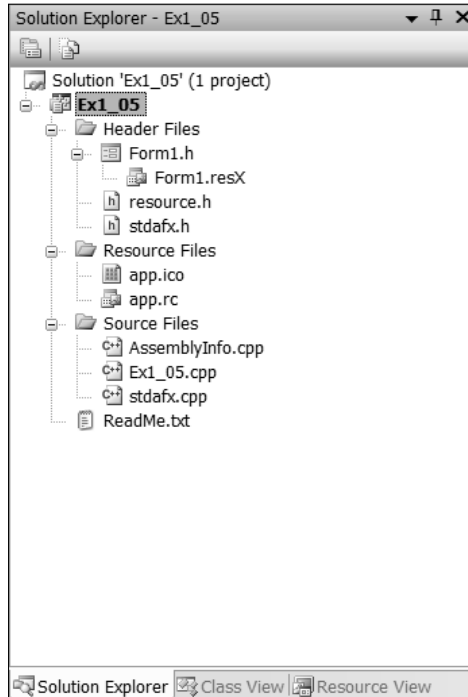 Solution Explorer - Ex1_05
Solution 'Ex1_05' (1 project)
Ex1_05
Header Files
Form1.h
Form1.resX
resource.h
stdafx.h
Resource Files
app.ico
app.rc
Source Files
AssemblyInfo.cpp
Ex1_05.cpp
stdafx.cpp
ReadMe.txt
Solution Explorer Class View Resource View